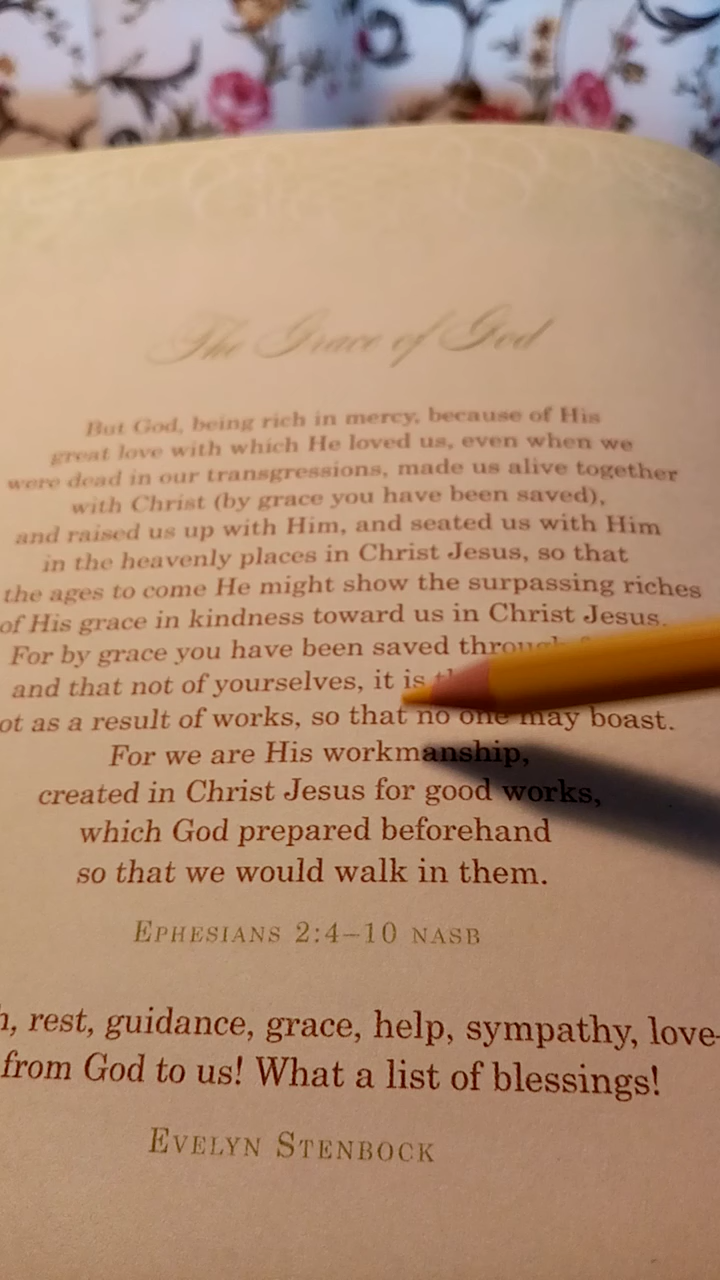 The Grace of God
But God, being rich in mercy, because of His
great love with which He loved us, even when we
were dead in our transgressions, made us alive together
with Christ (by grace you have been saved),
and raised us up with Him, and seated us with Him
in the heavenly places in Christ Jesus, so that
the ages to come He might show the surpassing riches
of His grace in kindness toward us in Christ Jesus.
For by grace you have been saved through
and that not of yourselves, it is
as a result of works, so that no one may boast.
For we are His workmanship,
created in Christ Jesus for good works,
which God prepared beforehand
so that we would walk in them.
EPHESIANS 2:4–10 NASB
rest, guidance, grace, help, sympathy, love-
from God to us! What a list of blessings!
EVELYN STENBOCK